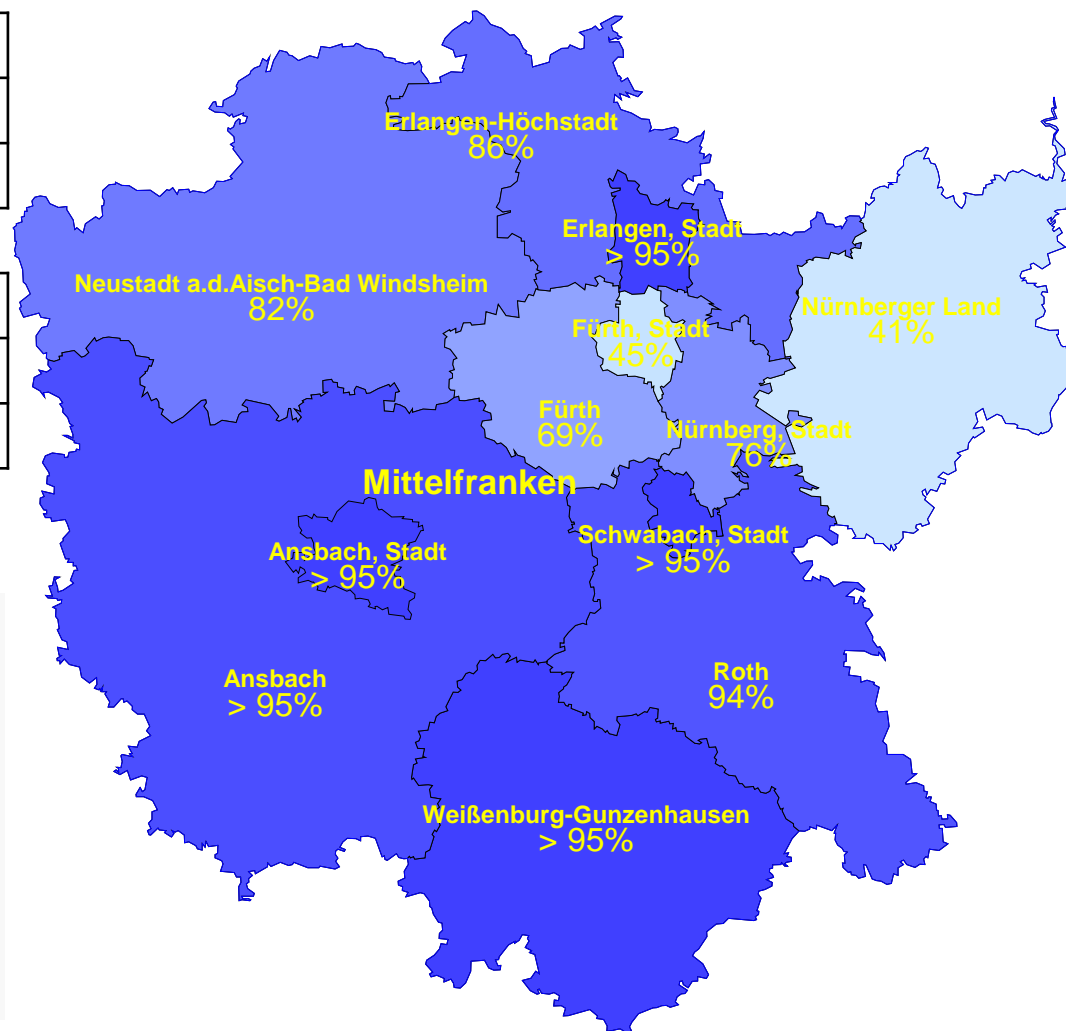 Erlangen-Höchstadt
86%
Erlangen, Stadt
> 95%
Neustadt a.d.Aisch-Bad Windsheim
82%
Nürnberger Land
41%
Fürth, Stadt
45%
Fürth
69%
Nürnberg, Stadt
76%
Mittelfranken
Schwabach, Stadt
> 95%
Ansbach, Stadt
> 95%
Roth
94%
Ansbach
> 95%
Weißenburg-Gunzenhausen
> 95%